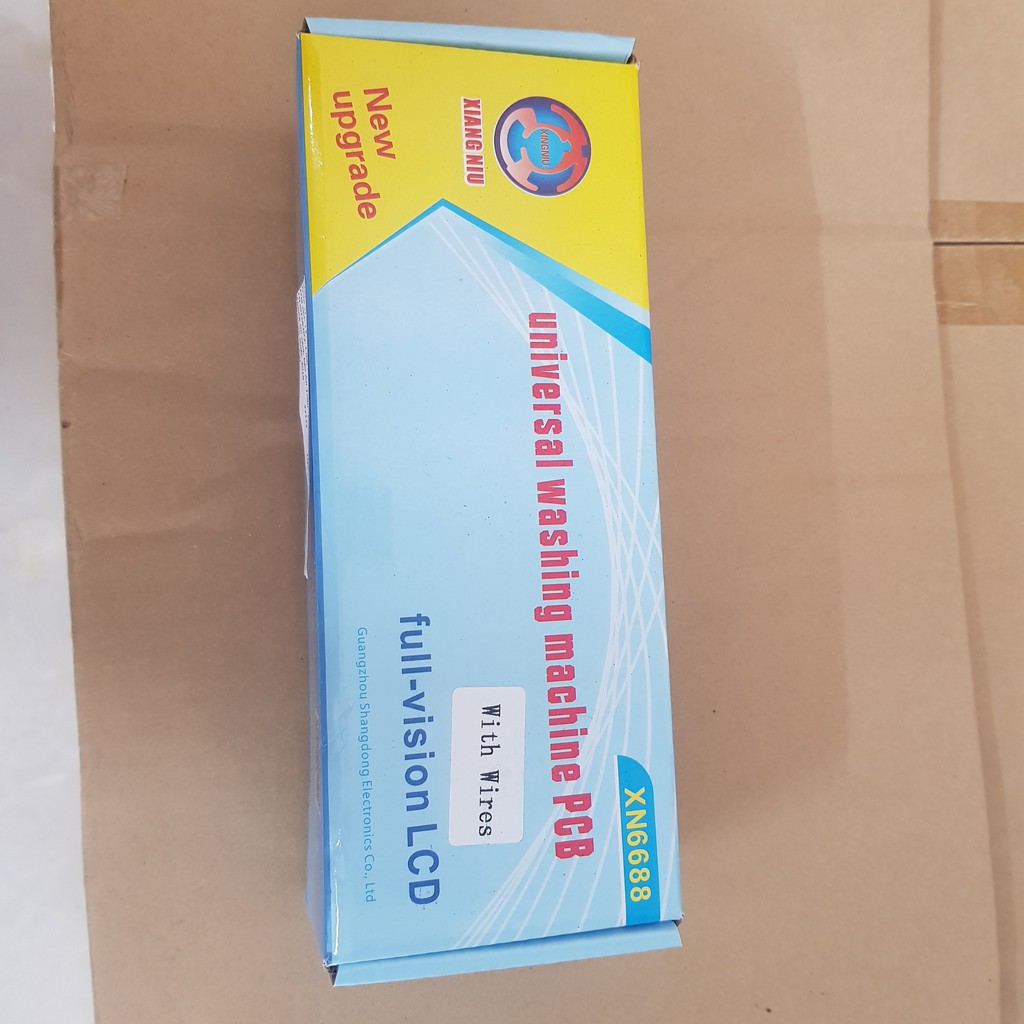 XINGNIU
XIANG NIU
New
upgrade
XN6688
universal washing machine PCB
With Wires
full-vision LCD
Guangzhou Shangdong Electronics Co., Ltd